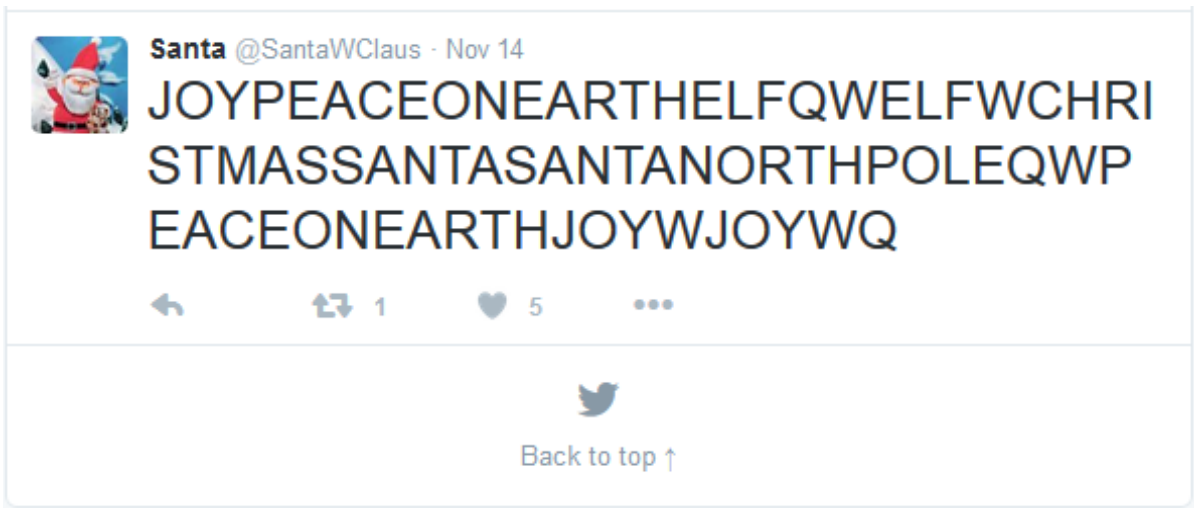 Santa @SantaWClaus · Nov 14
JOYPEACEONEARTHELFQWELFWCHRI
STMASSANTASANTANORTHPOLEQWP
EACEONEARTHJOYWJOYWQ
1 5
Back to top ↑